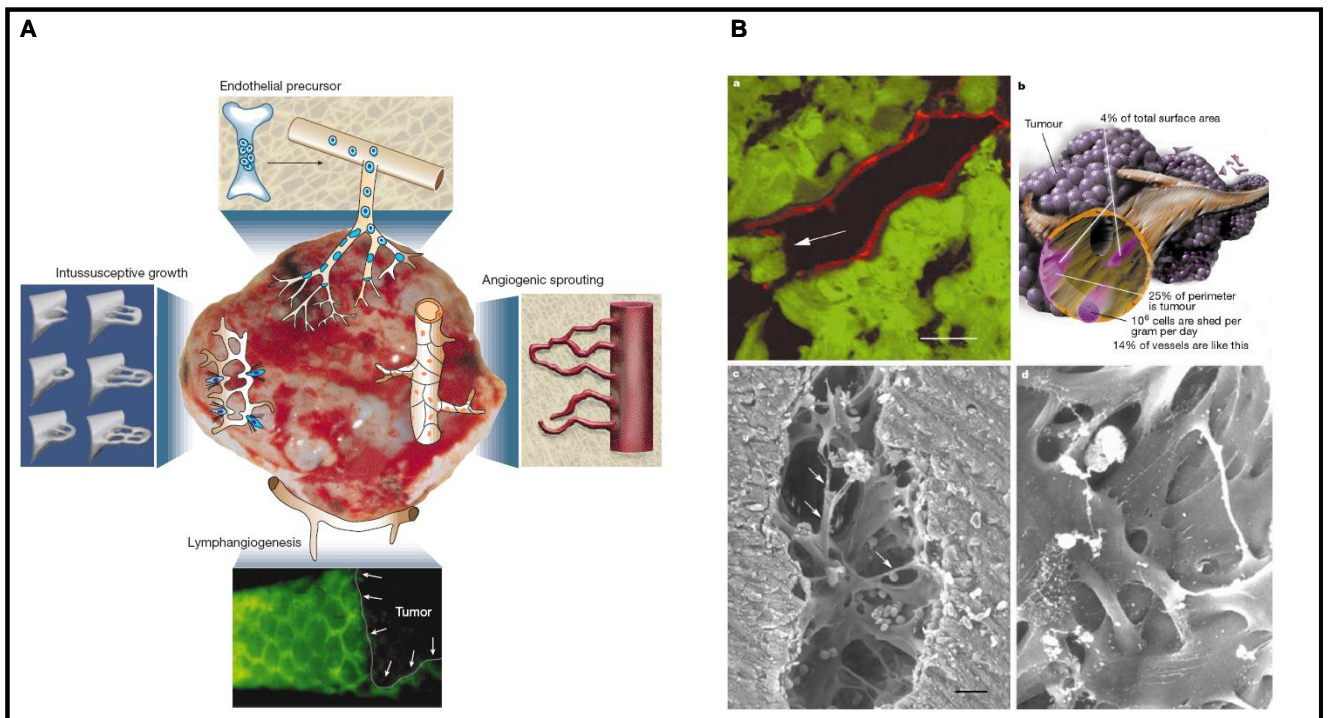 A
Endothelial precursor
Intussusceptive growth
Angiogenic sprouting
Lymphangiogenesis
Tumor
B
a
b
4% of total surface area
Tumour
25% of perimeter
is tumour
10⁶ cells are shed per
gram per day
14% of vessels are like this
c
d